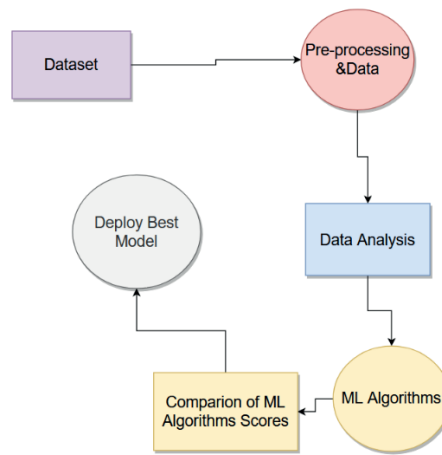 Dataset
Pre-processing
&Data
Data Analysis
ML Algorithms
Comparion of ML
Algorithms Scores
Deploy Best
Model